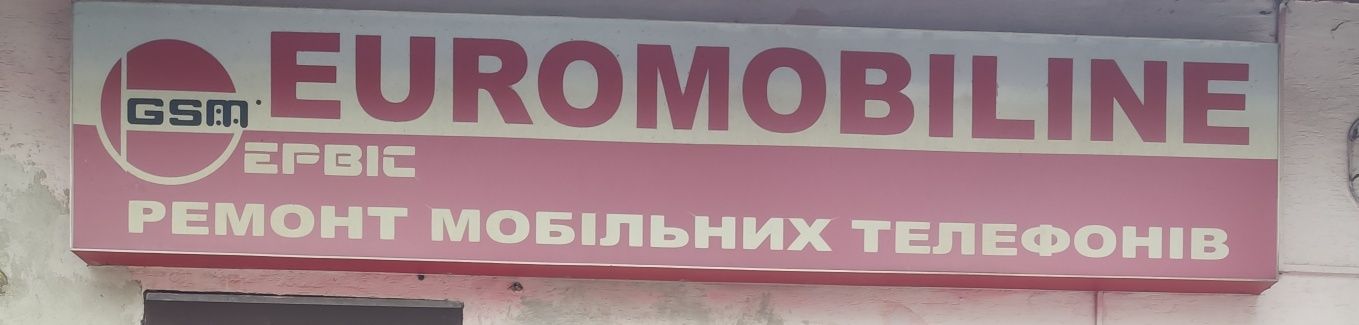 EUROMOBILINE
GSM
СЕРВІС
РЕМОНТ МОБІЛЬНИХ ТЕЛЕФОНІВ